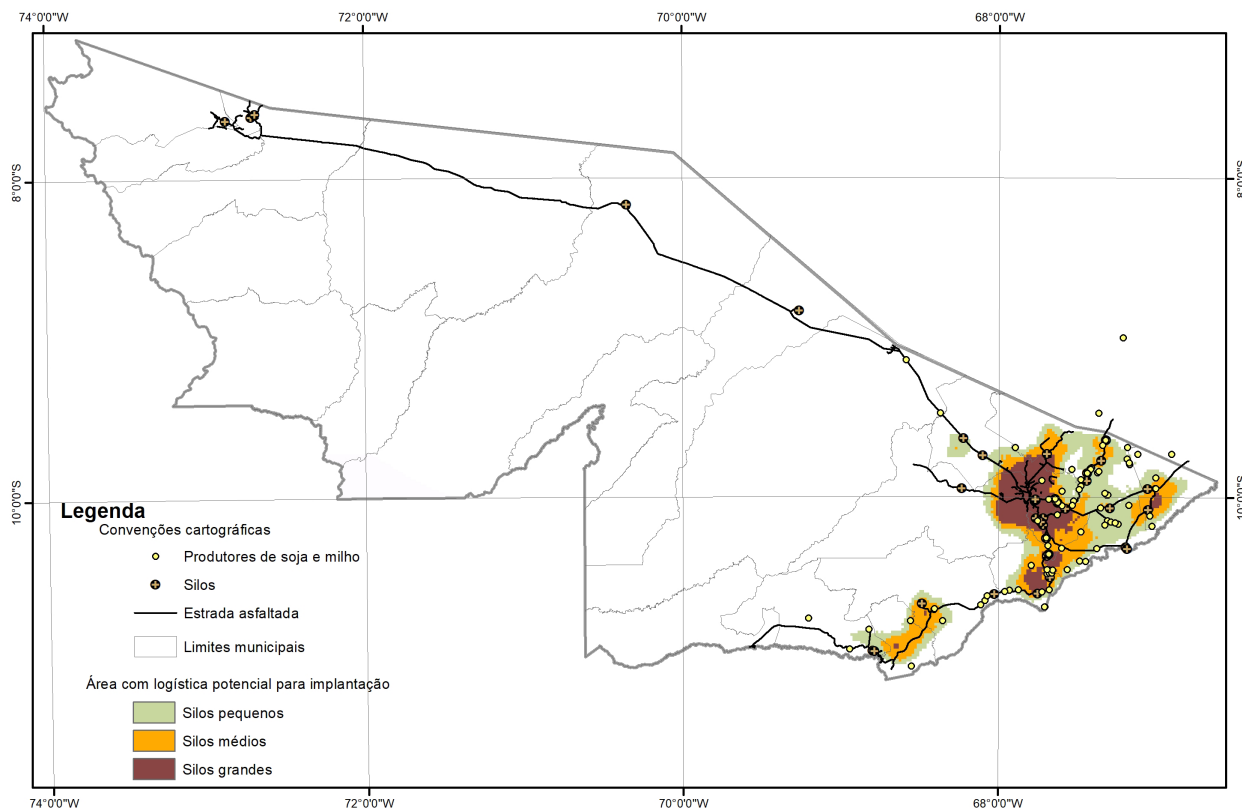 74°0'0"W 72°0'0"W 70°0'0"W 68°0'0"W
8°0'0"S 8°0'0"S
10°0'0"S 10°0'0"S
Legenda
Convenções cartográficas
Produtores de soja e milho
Silos
Estrada asfaltada
Limites municipais
Área com logística potencial para implantação
Silos pequenos
Silos médios
Silos grandes
74°0'0"W 72°0'0"W 70°0'0"W 68°0'0"W